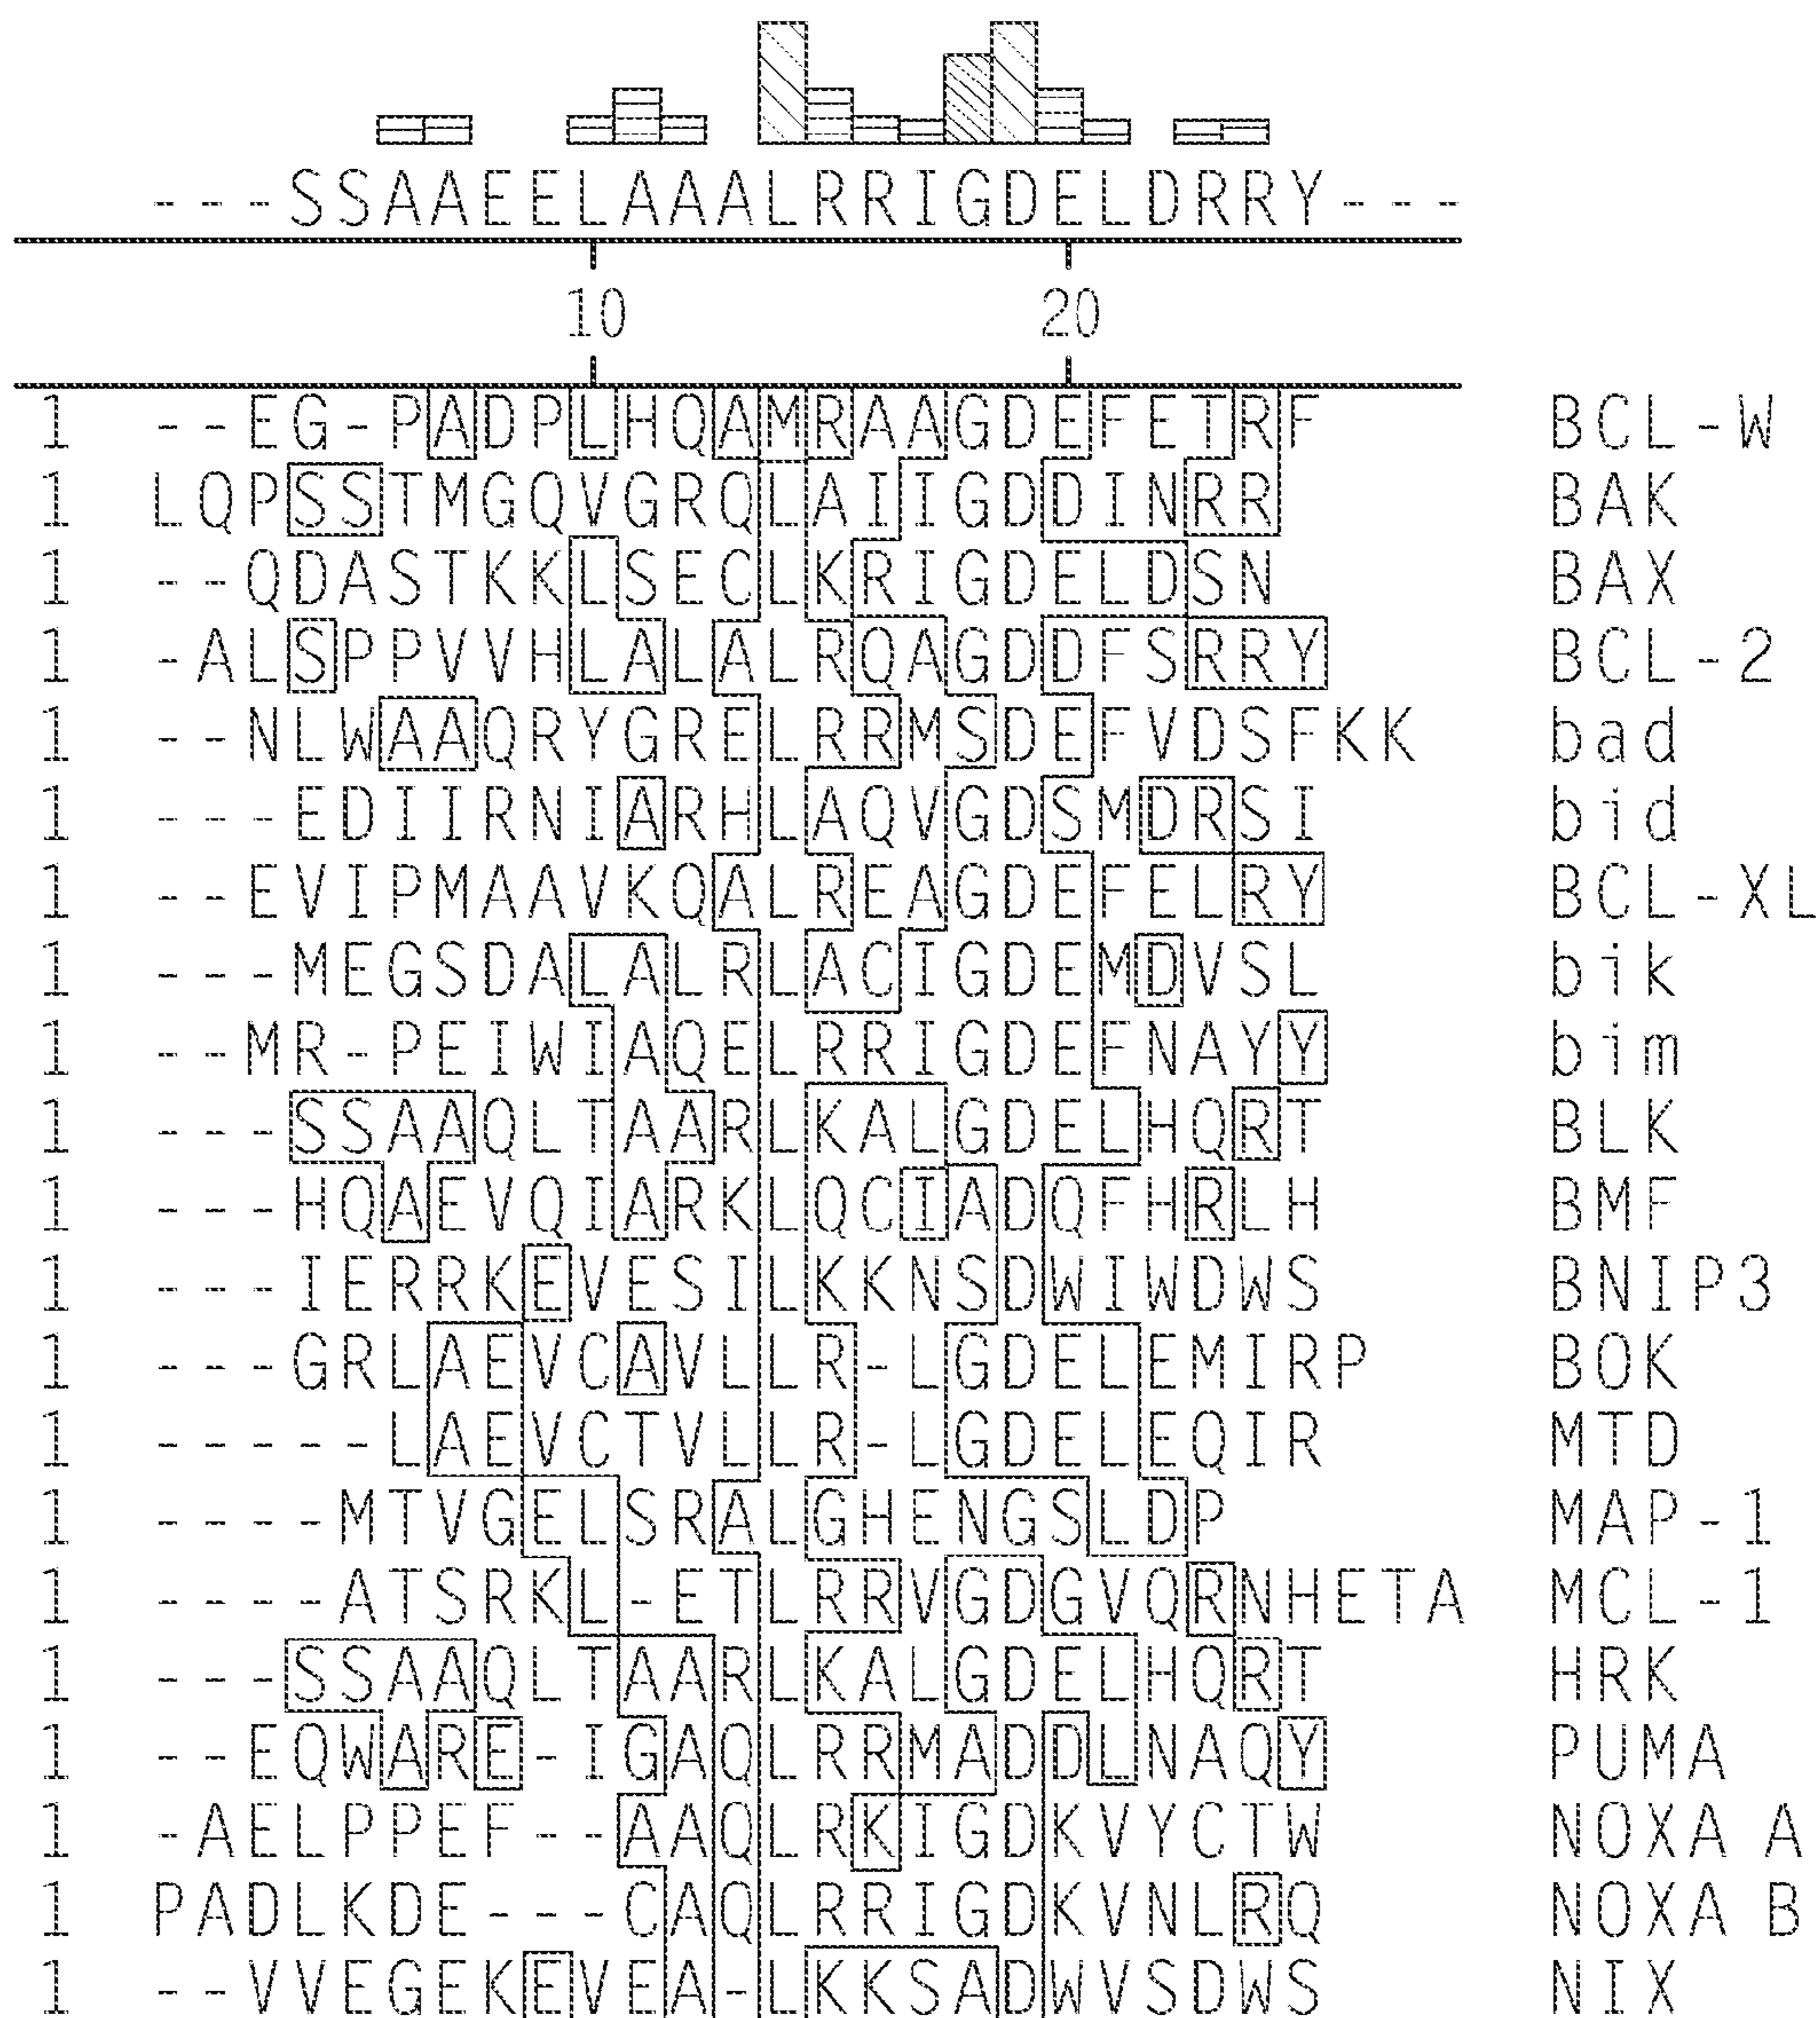 ---SSAAEELAAALRRIGDELDRRY---
10 20
1 --EG-PADPLHQAMRAAGDEFETRF BCL-W
1 LQPSSTMGQVGRQLAIIGDDINRR BAK
1 --QDASTKKLSECLKRIGDELDSN BAX
1 -ALSPPVVHLALALRQAGDDFSRRY BCL-2
1 --NLWAAQRYGRELRRMSDEFVDSFKK bad
1 ---EDIIRNIARHLAQVGDSMDRSI bid
1 --EVIPMAAVKQALREAGDEFELRY BCL-XL
1 ---MEGSDALALRLACIGDEMDVSL bik
1 --MR-PEIWIAQELRRIGDEFNAYY bim
1 ---SSAAQLTAARLKALGDELHQRT BLK
1 ---HQAEVQIARKLQCIADQFHRLH BMF
1 ---IERRKEVESILKKNSDWIWDWS BNIP3
1 ---GRLAEVCAVLLR-LGDELEMIRP BOK
1 -----LAEVCTVLLR-LGDELEQIR MTD
1 ----MTVGELSRALGHENGSLDP MAP-1
1 ----ATSRKL-ETLRRVGDGVQRNHETA MCL-1
1 ---SSAAQLTAARLKALGDELHQRT HRK
1 --EQWARE-IGAQLRRMADDLNAQY PUMA
1 -AELPPEF--AAQLRKIGDKVYCTW NOXA A
1 PADLKDE---CAQLRRIGDKVNLRQ NOXA B
1 --VVEGEKEVEA-LKKSADWVSDWS NIX